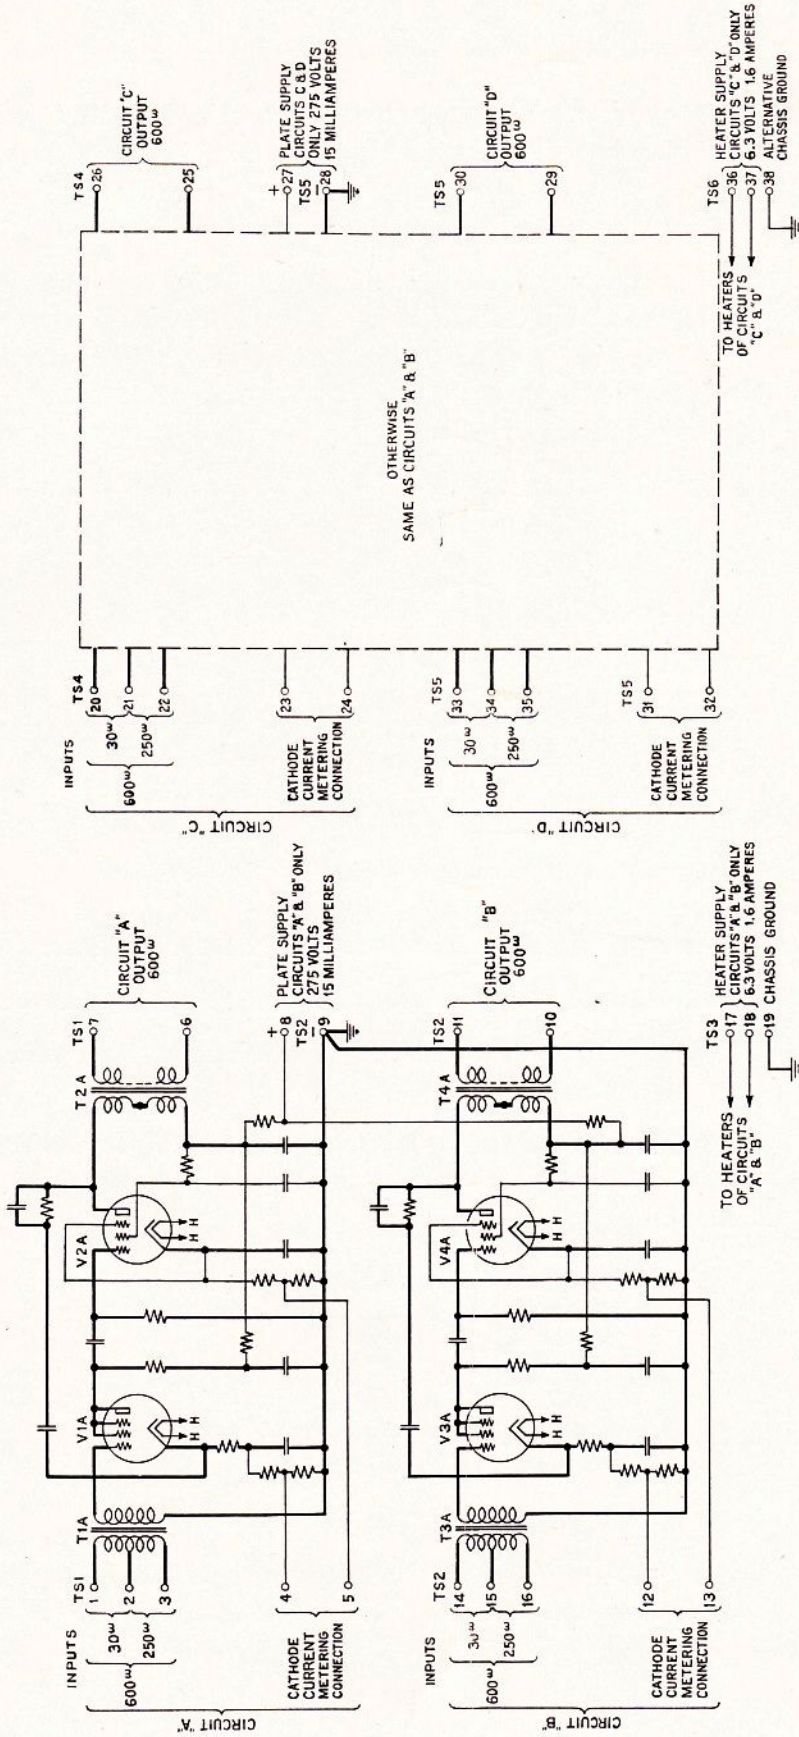 INPUTS
TS1
1
30ω
2
250ω
3
600ω
4
5
CATHODE
CURRENT
METERING
CONNECTION
CIRCUIT "A"
T1A
V1A
H
H
V2A
H
H
T2A
TS1
7
6
CIRCUIT "A"
OUTPUT
600ω
+
8
TS2
−
9
PLATE SUPPLY
CIRCUITS "A" & "B" ONLY
275 VOLTS
15 MILLIAMPERES
INPUTS
TS2
14
30ω
15
250ω
16
600ω
12
13
CATHODE
CURRENT
METERING
CONNECTION
CIRCUIT "B"
T3A
V3A
H
H
V4A
H
H
T4A
TS2
11
10
CIRCUIT "B"
OUTPUT
600ω
TO HEATERS
OF CIRCUITS
"A" & "B"
TS3
17
18
19 CHASSIS GROUND
HEATER SUPPLY
CIRCUITS "A" & "B" ONLY
6.3 VOLTS 1.6 AMPERES
INPUTS
TS4
20
30ω
21
250ω
22
600ω
23
24
CATHODE
CURRENT
METERING
CONNECTION
CIRCUIT "C"
TS4
26
25
CIRCUIT "C"
OUTPUT
600ω
+
27
TS5
−
28
PLATE SUPPLY
CIRCUITS C & D
ONLY 275 VOLTS
15 MILLIAMPERES
OTHERWISE
SAME AS CIRCUITS "A" & "B"
INPUTS
TS5
33
30ω
34
250ω
35
600ω
TS5
31
32
CATHODE
CURRENT
METERING
CONNECTION
CIRCUIT "D"
TS5
30
29
CIRCUIT "D"
OUTPUT
600ω
TO HEATERS
OF CIRCUITS
"C" & "D"
TS6
36
37
38
HEATER SUPPLY
CIRCUITS "C" & "D" ONLY
6.3 VOLTS 1.6 AMPERES
ALTERNATIVE
CHASSIS GROUND